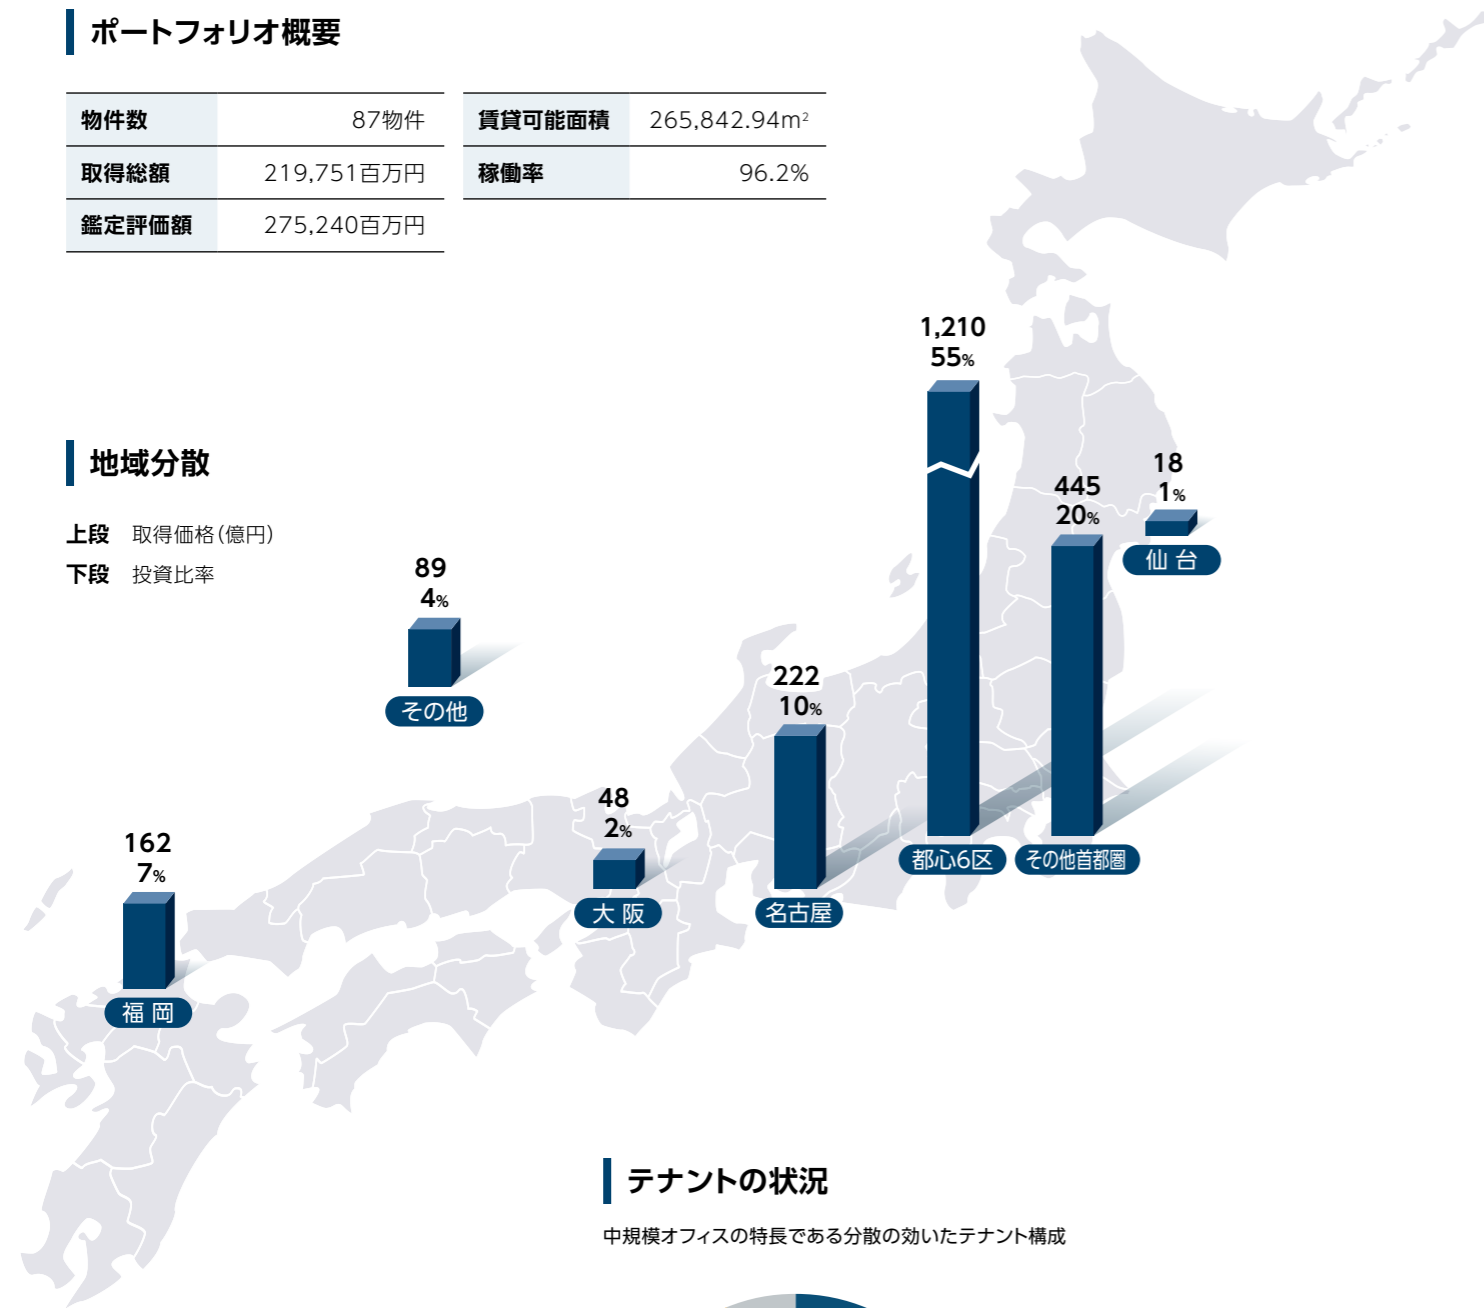 ポートフォリオ概要
物件数 87物件
取得総額 219,751百万円
鑑定評価額 275,240百万円
賃貸可能面積 265,842.94m²
稼働率 96.2%
地域分散
上段 取得価格(億円)
下段 投資比率
1,210
55%
都心6区
445
20%
その他首都圏
18
1%
仙台
89
4%
その他
222
10%
名古屋
48
2%
大阪
162
7%
福岡
テナントの状況
中規模オフィスの特長である分散の効いたテナント構成